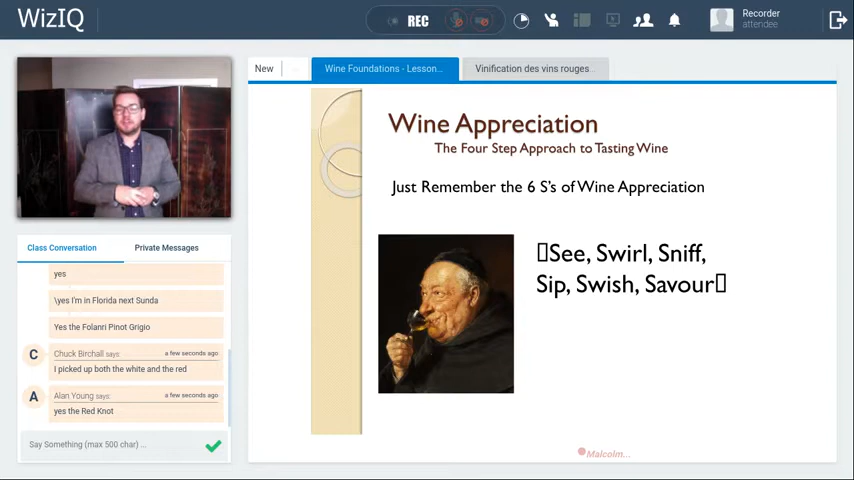 WizIQ
REC
Recorder
attendee
New
Wine Foundations - Lesson...
Vinification des vins rouges...
Wine Appreciation
The Four Step Approach to Tasting Wine
Just Remember the 6 S's of Wine Appreciation
See, Swirl, Sniff,
Sip, Swish, Savour
Malcolm...
Class Conversation
Private Messages
yes
\yes I'm in Florida next Sunda
Yes the Folanri Pinot Grigio
C
Chuck Birchall says:
a few seconds ago
I picked up both the white and the red
A
Alan Young says:
a few seconds ago
yes the Red Knot
Say Something (max 500 char) ...